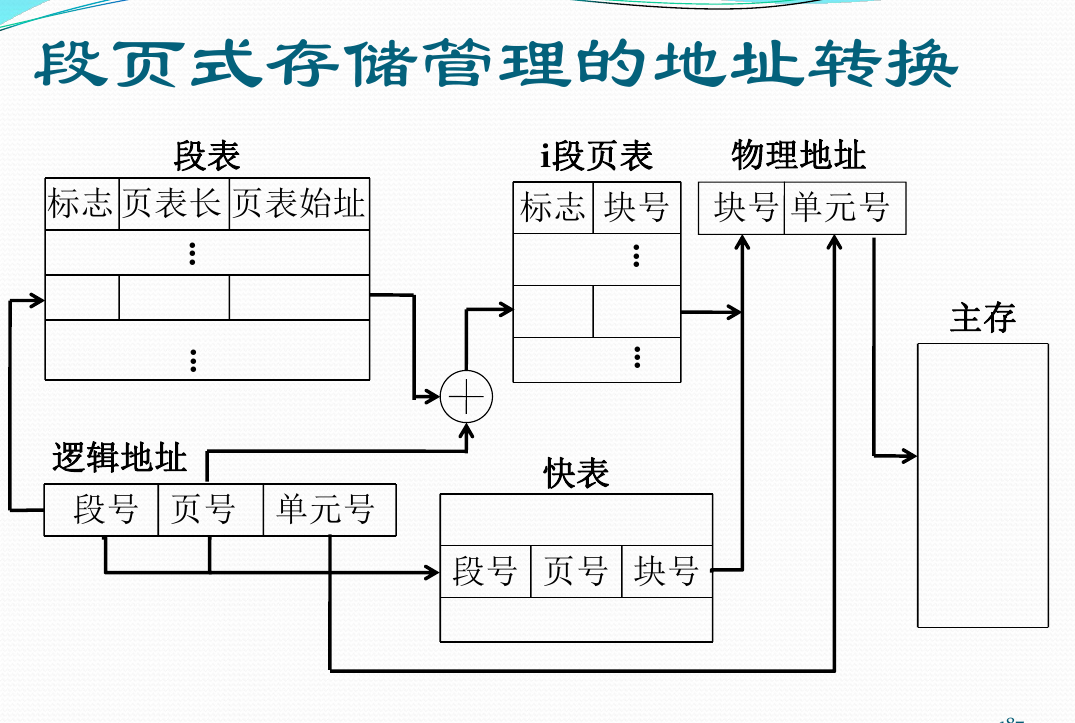 段页式存储管理的地址转换
段表
i段页表
物理地址
标志 页表长 页表始址
标志 块号
块号 单元号
主存
逻辑地址
快表
段号 页号 单元号
段号 页号 块号